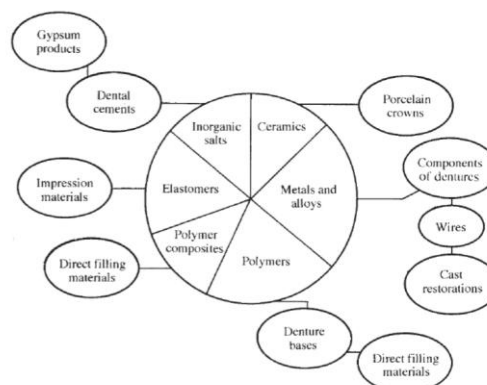 Gypsum
products
Dental
cements
Inorganic
salts
Ceramics
Porcelain
crowns
Impression
materials
Elastomers
Metals and
alloys
Components
of dentures
Wires
Cast
restorations
Polymer
composites
Polymers
Direct filling
materials
Denture
bases
Direct filling
materials